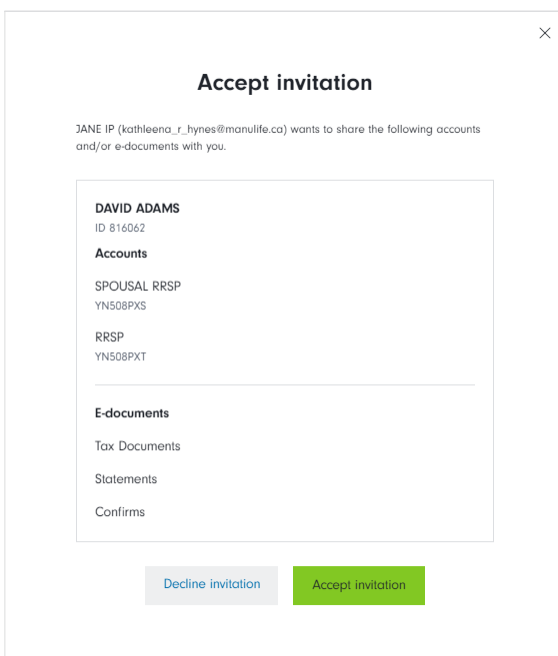 Accept invitation
JANE IP (kathleena_r_hynes@manulife.ca) wants to share the following accounts
and/or e-documents with you.
DAVID ADAMS
ID 816062
Accounts
SPOUSAL RRSP
YN508PXS
RRSP
YN508PXT
E-documents
Tax Documents
Statements
Confirms
Decline invitation
Accept invitation